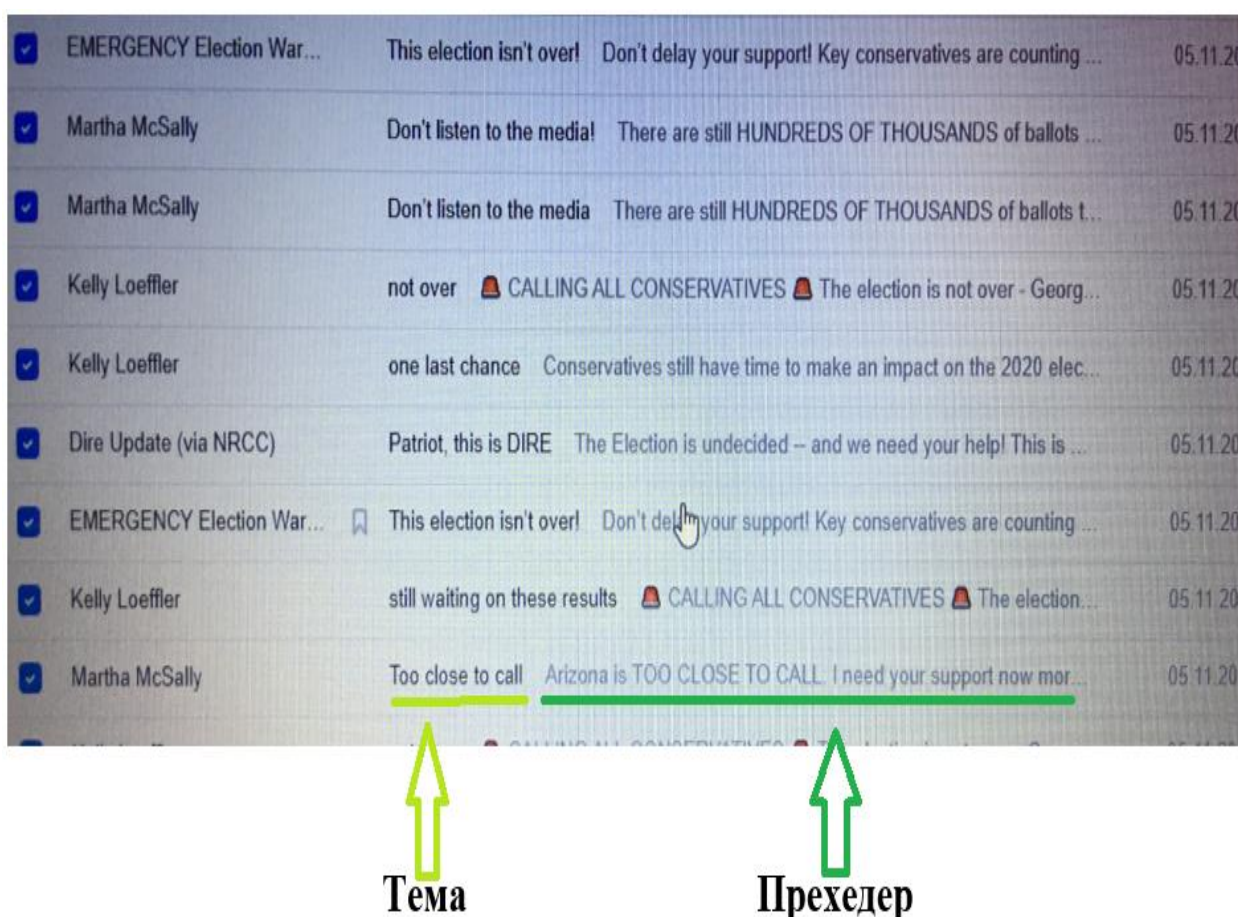 EMERGENCY Election War... This election isn't over! Don't delay your support! Key conservatives are counting ... 05.11.20
Martha McSally Don't listen to the media! There are still HUNDREDS OF THOUSANDS of ballots ... 05.11.20
Martha McSally Don't listen to the media There are still HUNDREDS OF THOUSANDS of ballots t... 05.11.20
Kelly Loeffler not over 🚨 CALLING ALL CONSERVATIVES 🚨 The election is not over - Georg... 05.11.20
Kelly Loeffler one last chance Conservatives still have time to make an impact on the 2020 elec... 05.11.20
Dire Update (via NRCC) Patriot, this is DIRE The Election is undecided – and we need your help! This is ... 05.11.20
EMERGENCY Election War... This election isn't over! Don't your support! Key conservatives are counting ... 05.11.20
Kelly Loeffler still waiting on these results 🚨 CALLING ALL CONSERVATIVES 🚨 The election... 05.11.20
Martha McSally Too close to call Arizona is TOO CLOSE TO CALL. I need your support now mor... 05.11.20
CALLING ALL CONSERVATIVES
Тема Прехедер